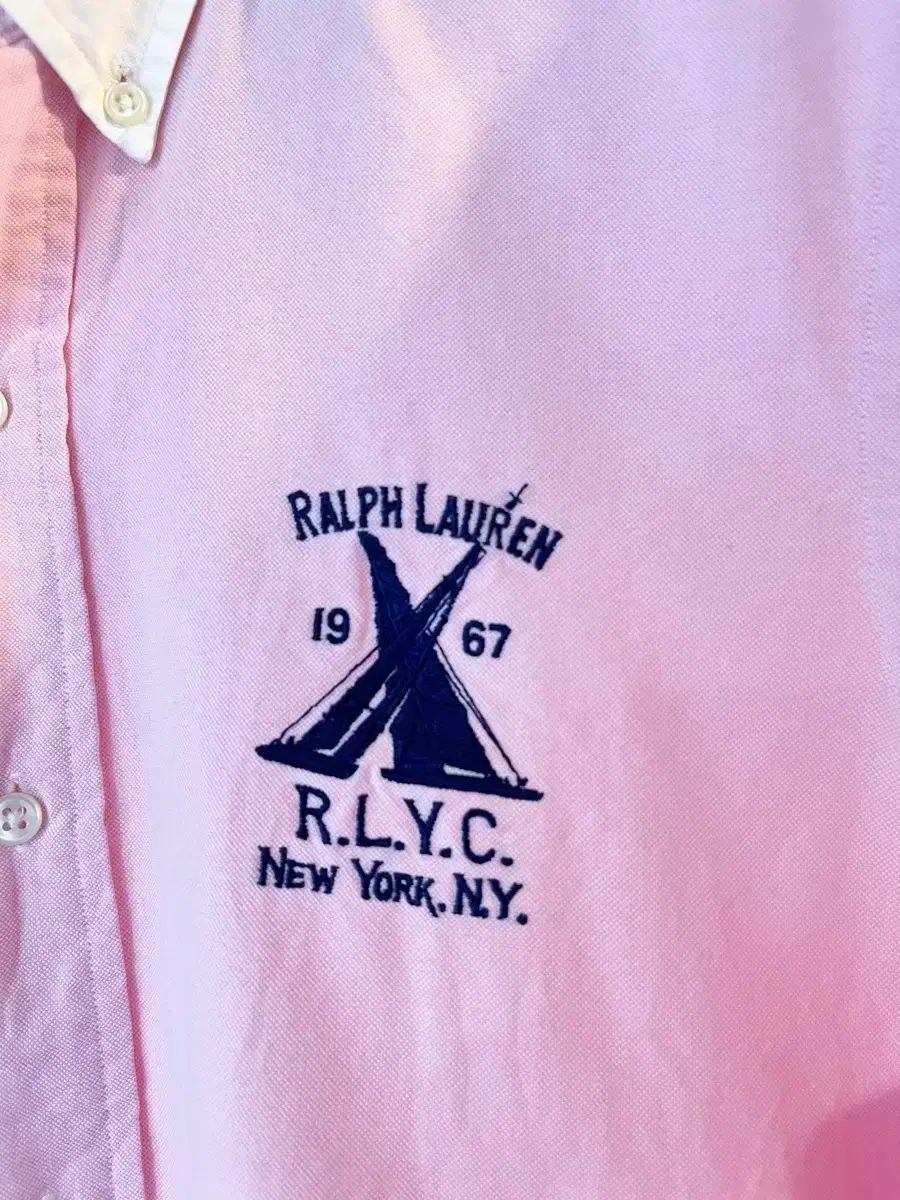 RALPH LAUREN
19 67
R.L.Y.C.
NEW YORK, N.Y.